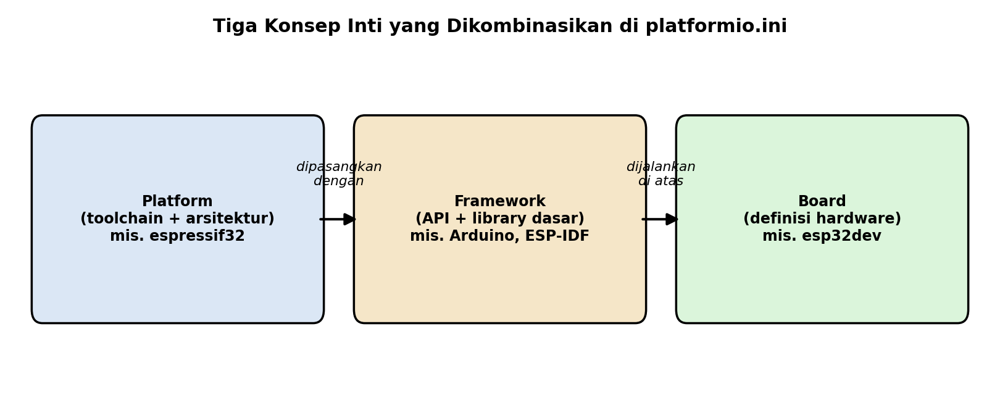 Tiga Konsep Inti yang Dikombinasikan di platformio.ini
dipasangkan
dengan
dijalankan
di atas
Platform
(toolchain + arsitektur)
mis. espressif32
Framework
(API + library dasar)
mis. Arduino, ESP-IDF
Board
(definisi hardware)
mis. esp32dev